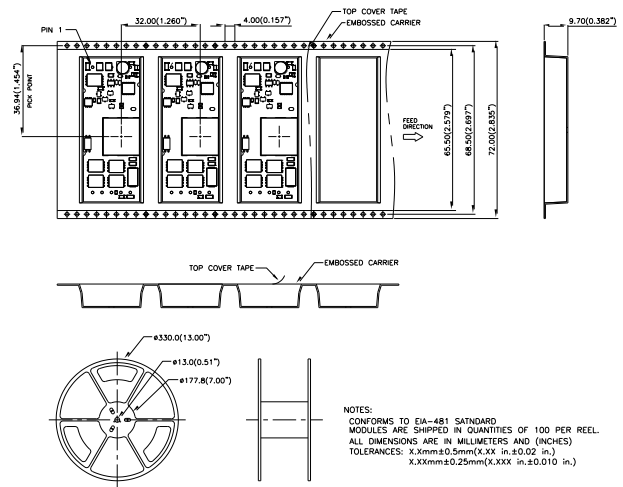 32.00(1.260")
4.00(0.157")
TOP COVER TAPE
EMBOSSED CARRIER
9.70(0.382")
PIN 1
36.94(1.454")
PICK POINT
FEED
DIRECTION
65.50(2.579")
68.50(2.697")
72.00(2.835")
TOP COVER TAPE
EMBOSSED CARRIER
ø330.0(13.00")
ø13.0(0.51")
ø177.8(7.00")
NOTES:
CONFORMS TO EIA-481 SATNDARD
MODULES ARE SHIPPED IN QUANTITIES OF 100 PER REEL.
ALL DIMENSIONS ARE IN MILLIMETERS AND (INCHES)
TOLERANCES: X.Xmm±0.5mm(X.XX in.±0.02 in.)
X.XXmm±0.25mm(X.XXX in.±0.010 in.)